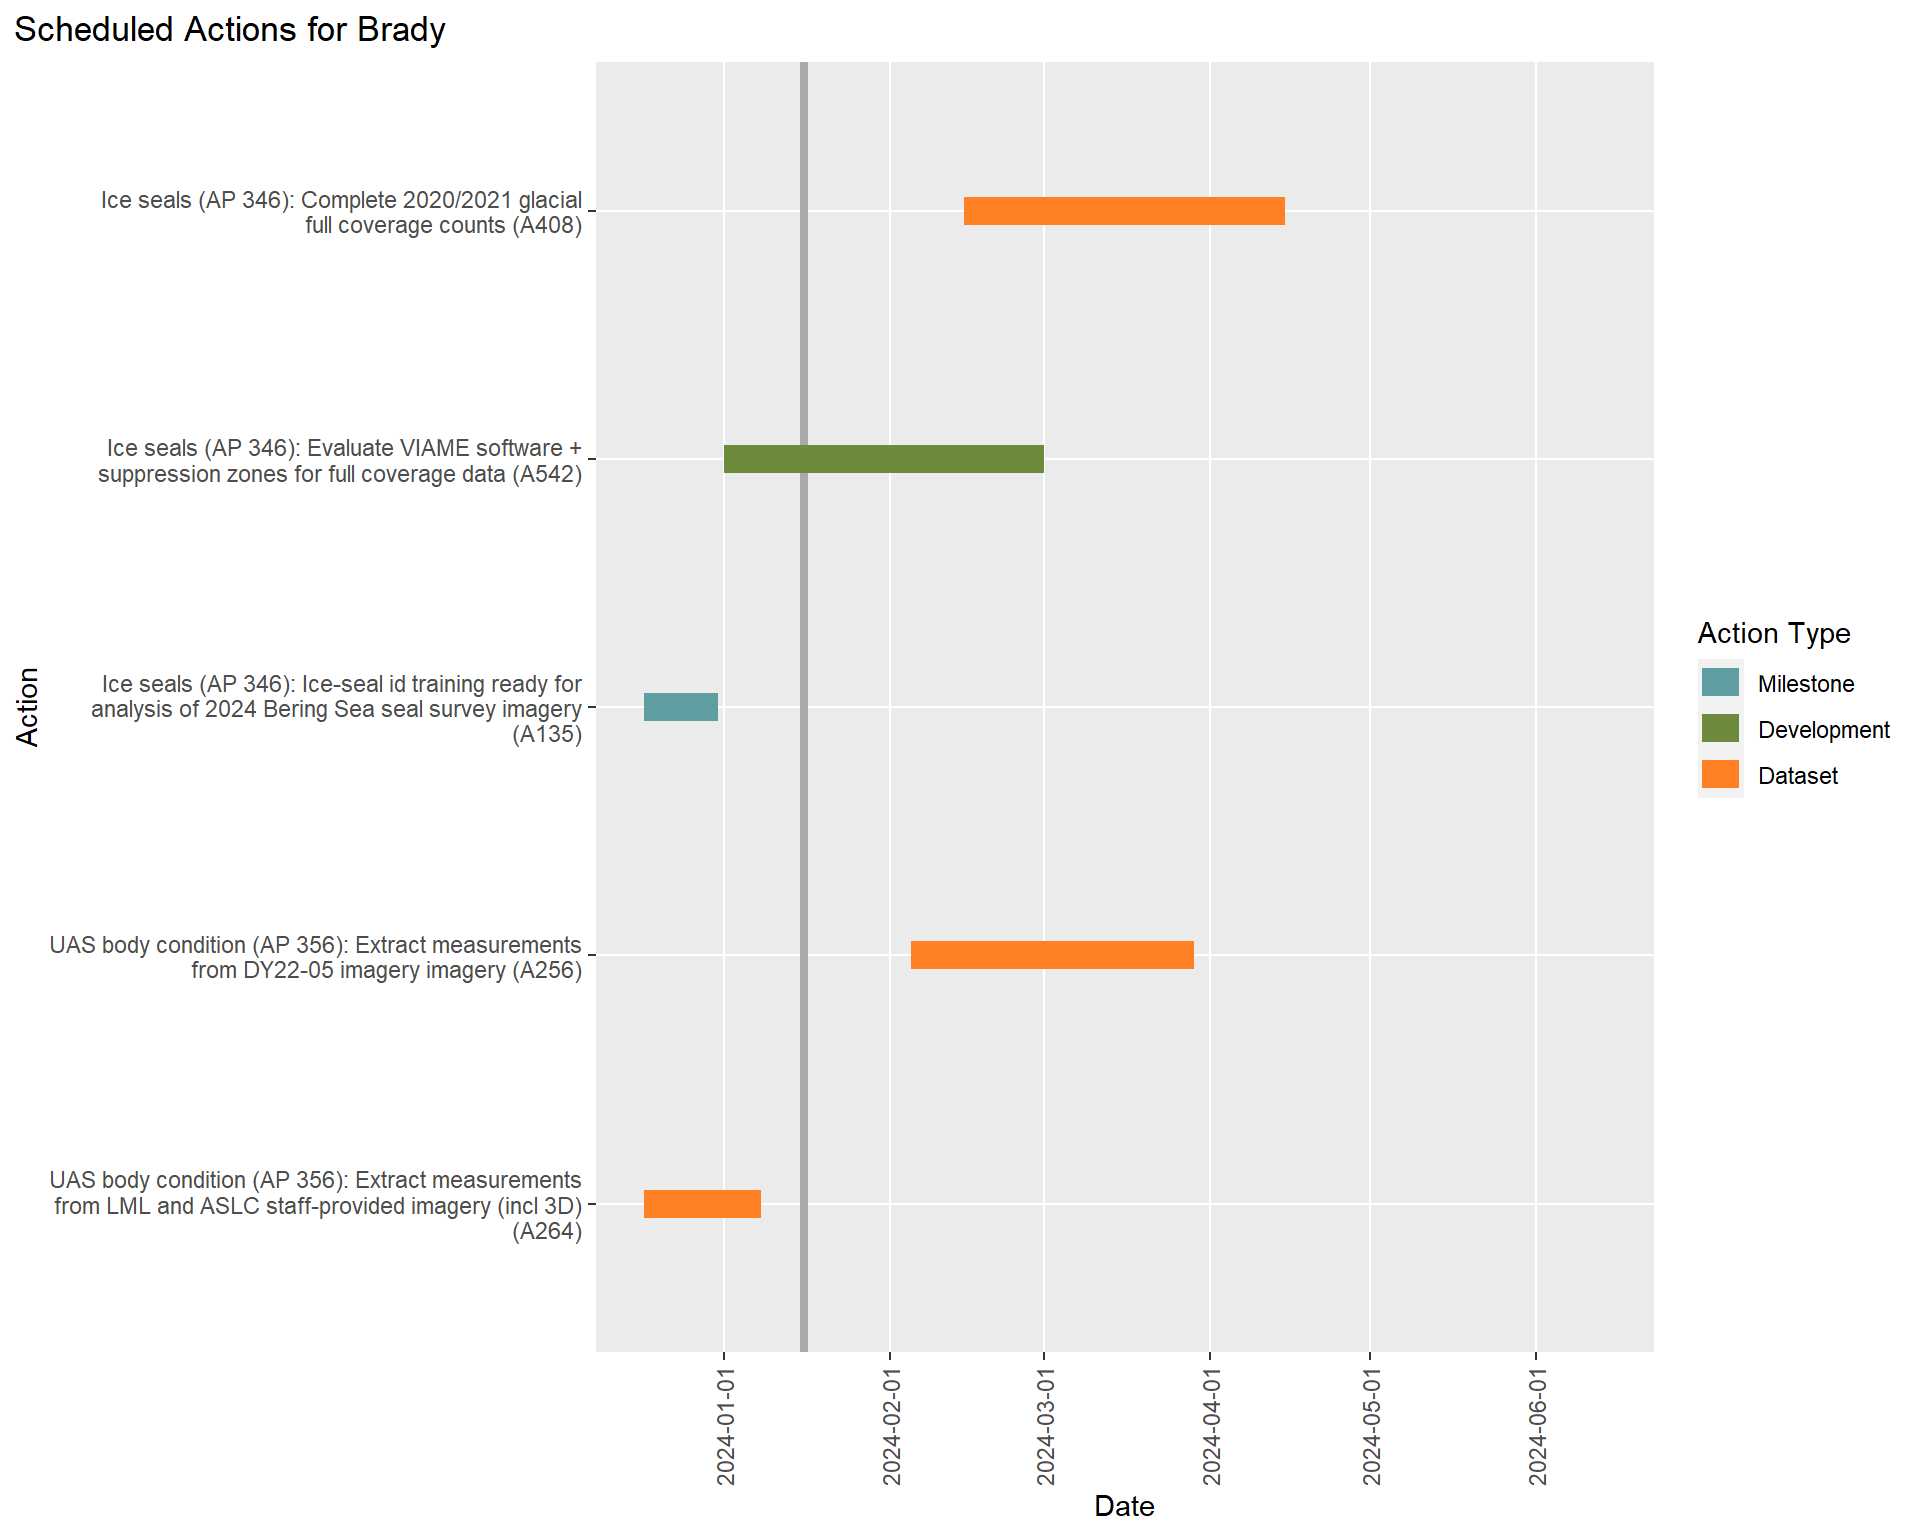 Scheduled Actions for Brady
Action
Ice seals (AP 346): Complete 2020/2021 glacial
full coverage counts (A408)
Ice seals (AP 346): Evaluate VIAME software +
suppression zones for full coverage data (A542)
Ice seals (AP 346): Ice-seal id training ready for
analysis of 2024 Bering Sea seal survey imagery
(A135)
UAS body condition (AP 356): Extract measurements
from DY22-05 imagery imagery (A256)
UAS body condition (AP 356): Extract measurements
from LML and ASLC staff-provided imagery (incl 3D)
(A264)
2024-01-01
2024-02-01
2024-03-01
2024-04-01
2024-05-01
2024-06-01
Date
Action Type
Milestone
Development
Dataset